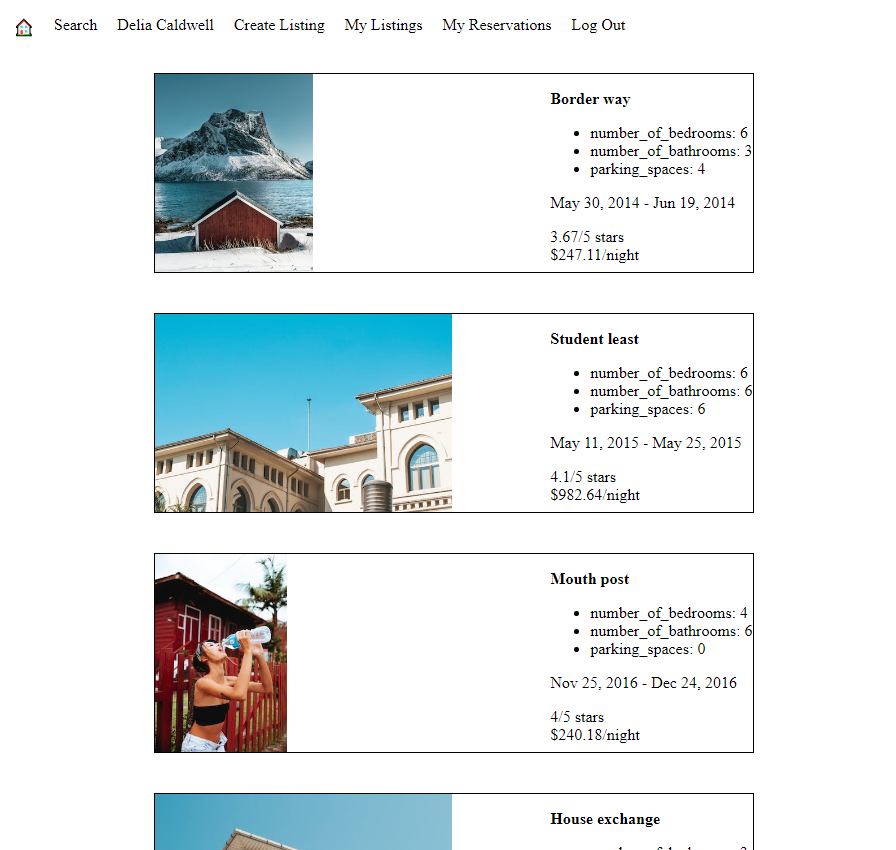 Search Delia Caldwell Create Listing My Listings My Reservations Log Out
Border way
number_of_bedrooms: 6
number_of_bathrooms: 3
parking_spaces: 4
May 30, 2014 - Jun 19, 2014
3.67/5 stars
$247.11/night
Student least
number_of_bedrooms: 6
number_of_bathrooms: 6
parking_spaces: 6
May 11, 2015 - May 25, 2015
4.1/5 stars
$982.64/night
Mouth post
number_of_bedrooms: 4
number_of_bathrooms: 6
parking_spaces: 0
Nov 25, 2016 - Dec 24, 2016
4/5 stars
$240.18/night
House exchange